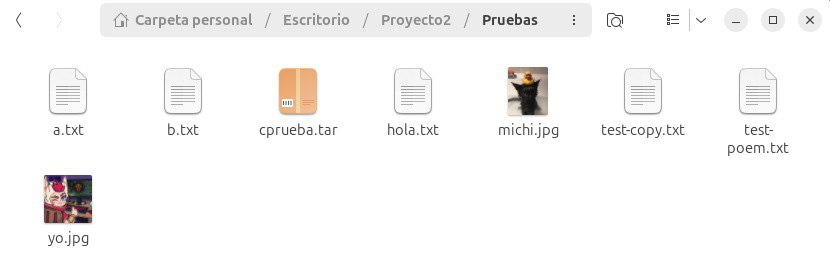 Carpeta personal / Escritorio / Proyecto2 / Pruebas
a.txt
b.txt
cprueba.tar
hola.txt
michi.jpg
test-copy.txt
test-
poem.txt
yo.jpg